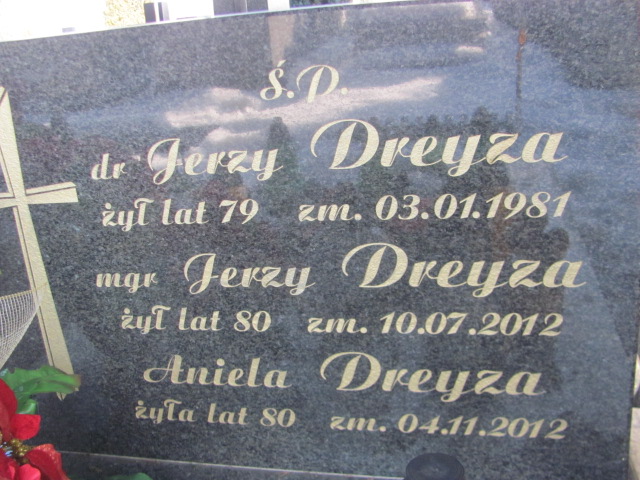 Ś.P.
dr Jerzy Dreyza
żył lat 79 zm. 03.01.1981
mgr Jerzy Dreyza
żył lat 80 zm. 10.07.2012
Aniela Dreyza
żyła lat 80 zm. 04.11.2012